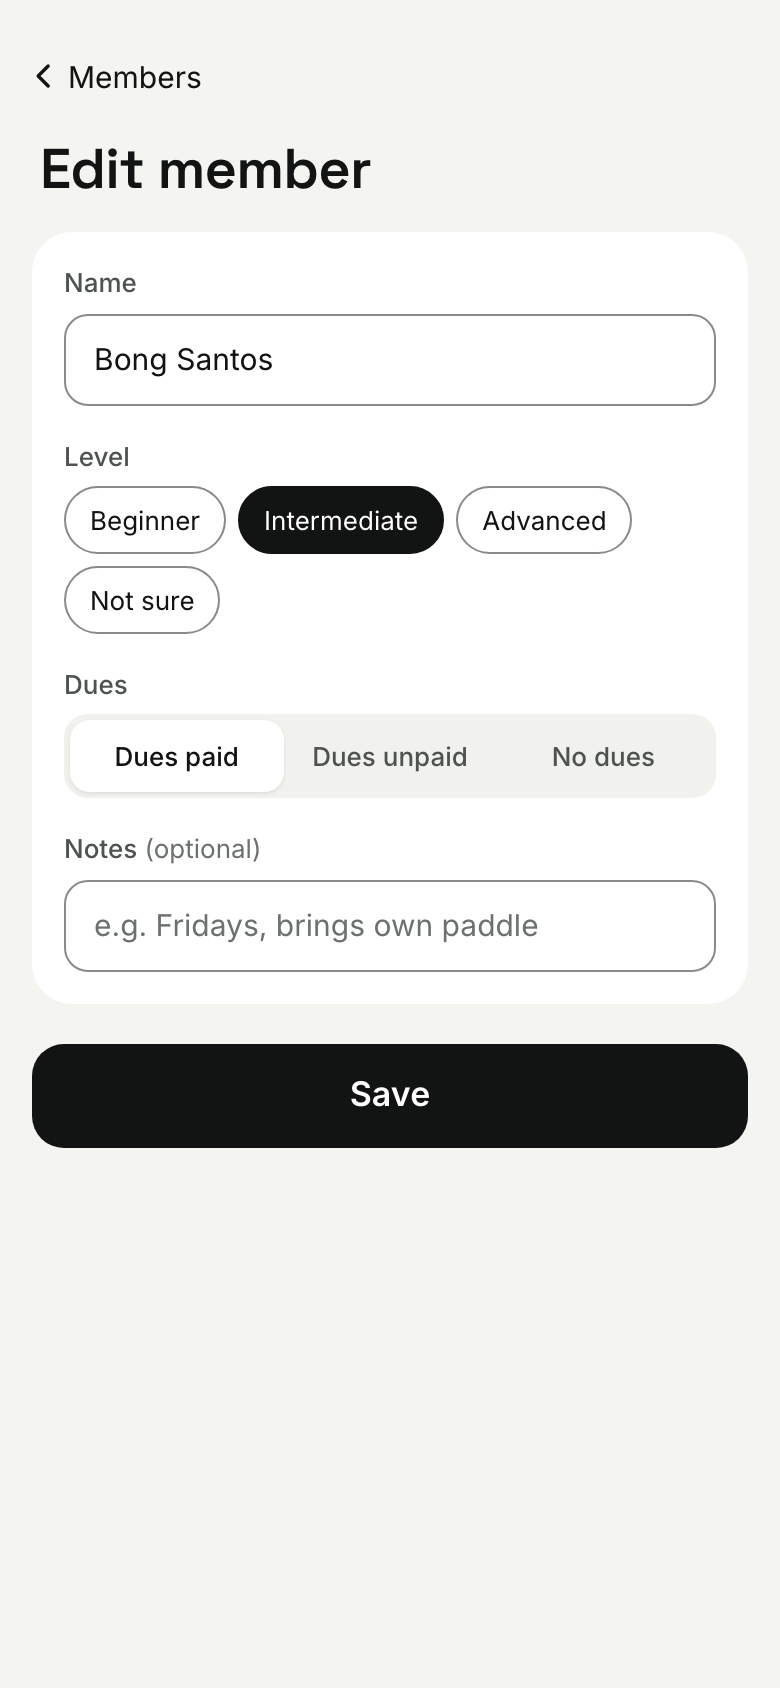 Members
Edit member
Name
Bong Santos
Level
Beginner Intermediate Advanced
Not sure
Dues
Dues paid Dues unpaid No dues
Notes (optional)
e.g. Fridays, brings own paddle
Save